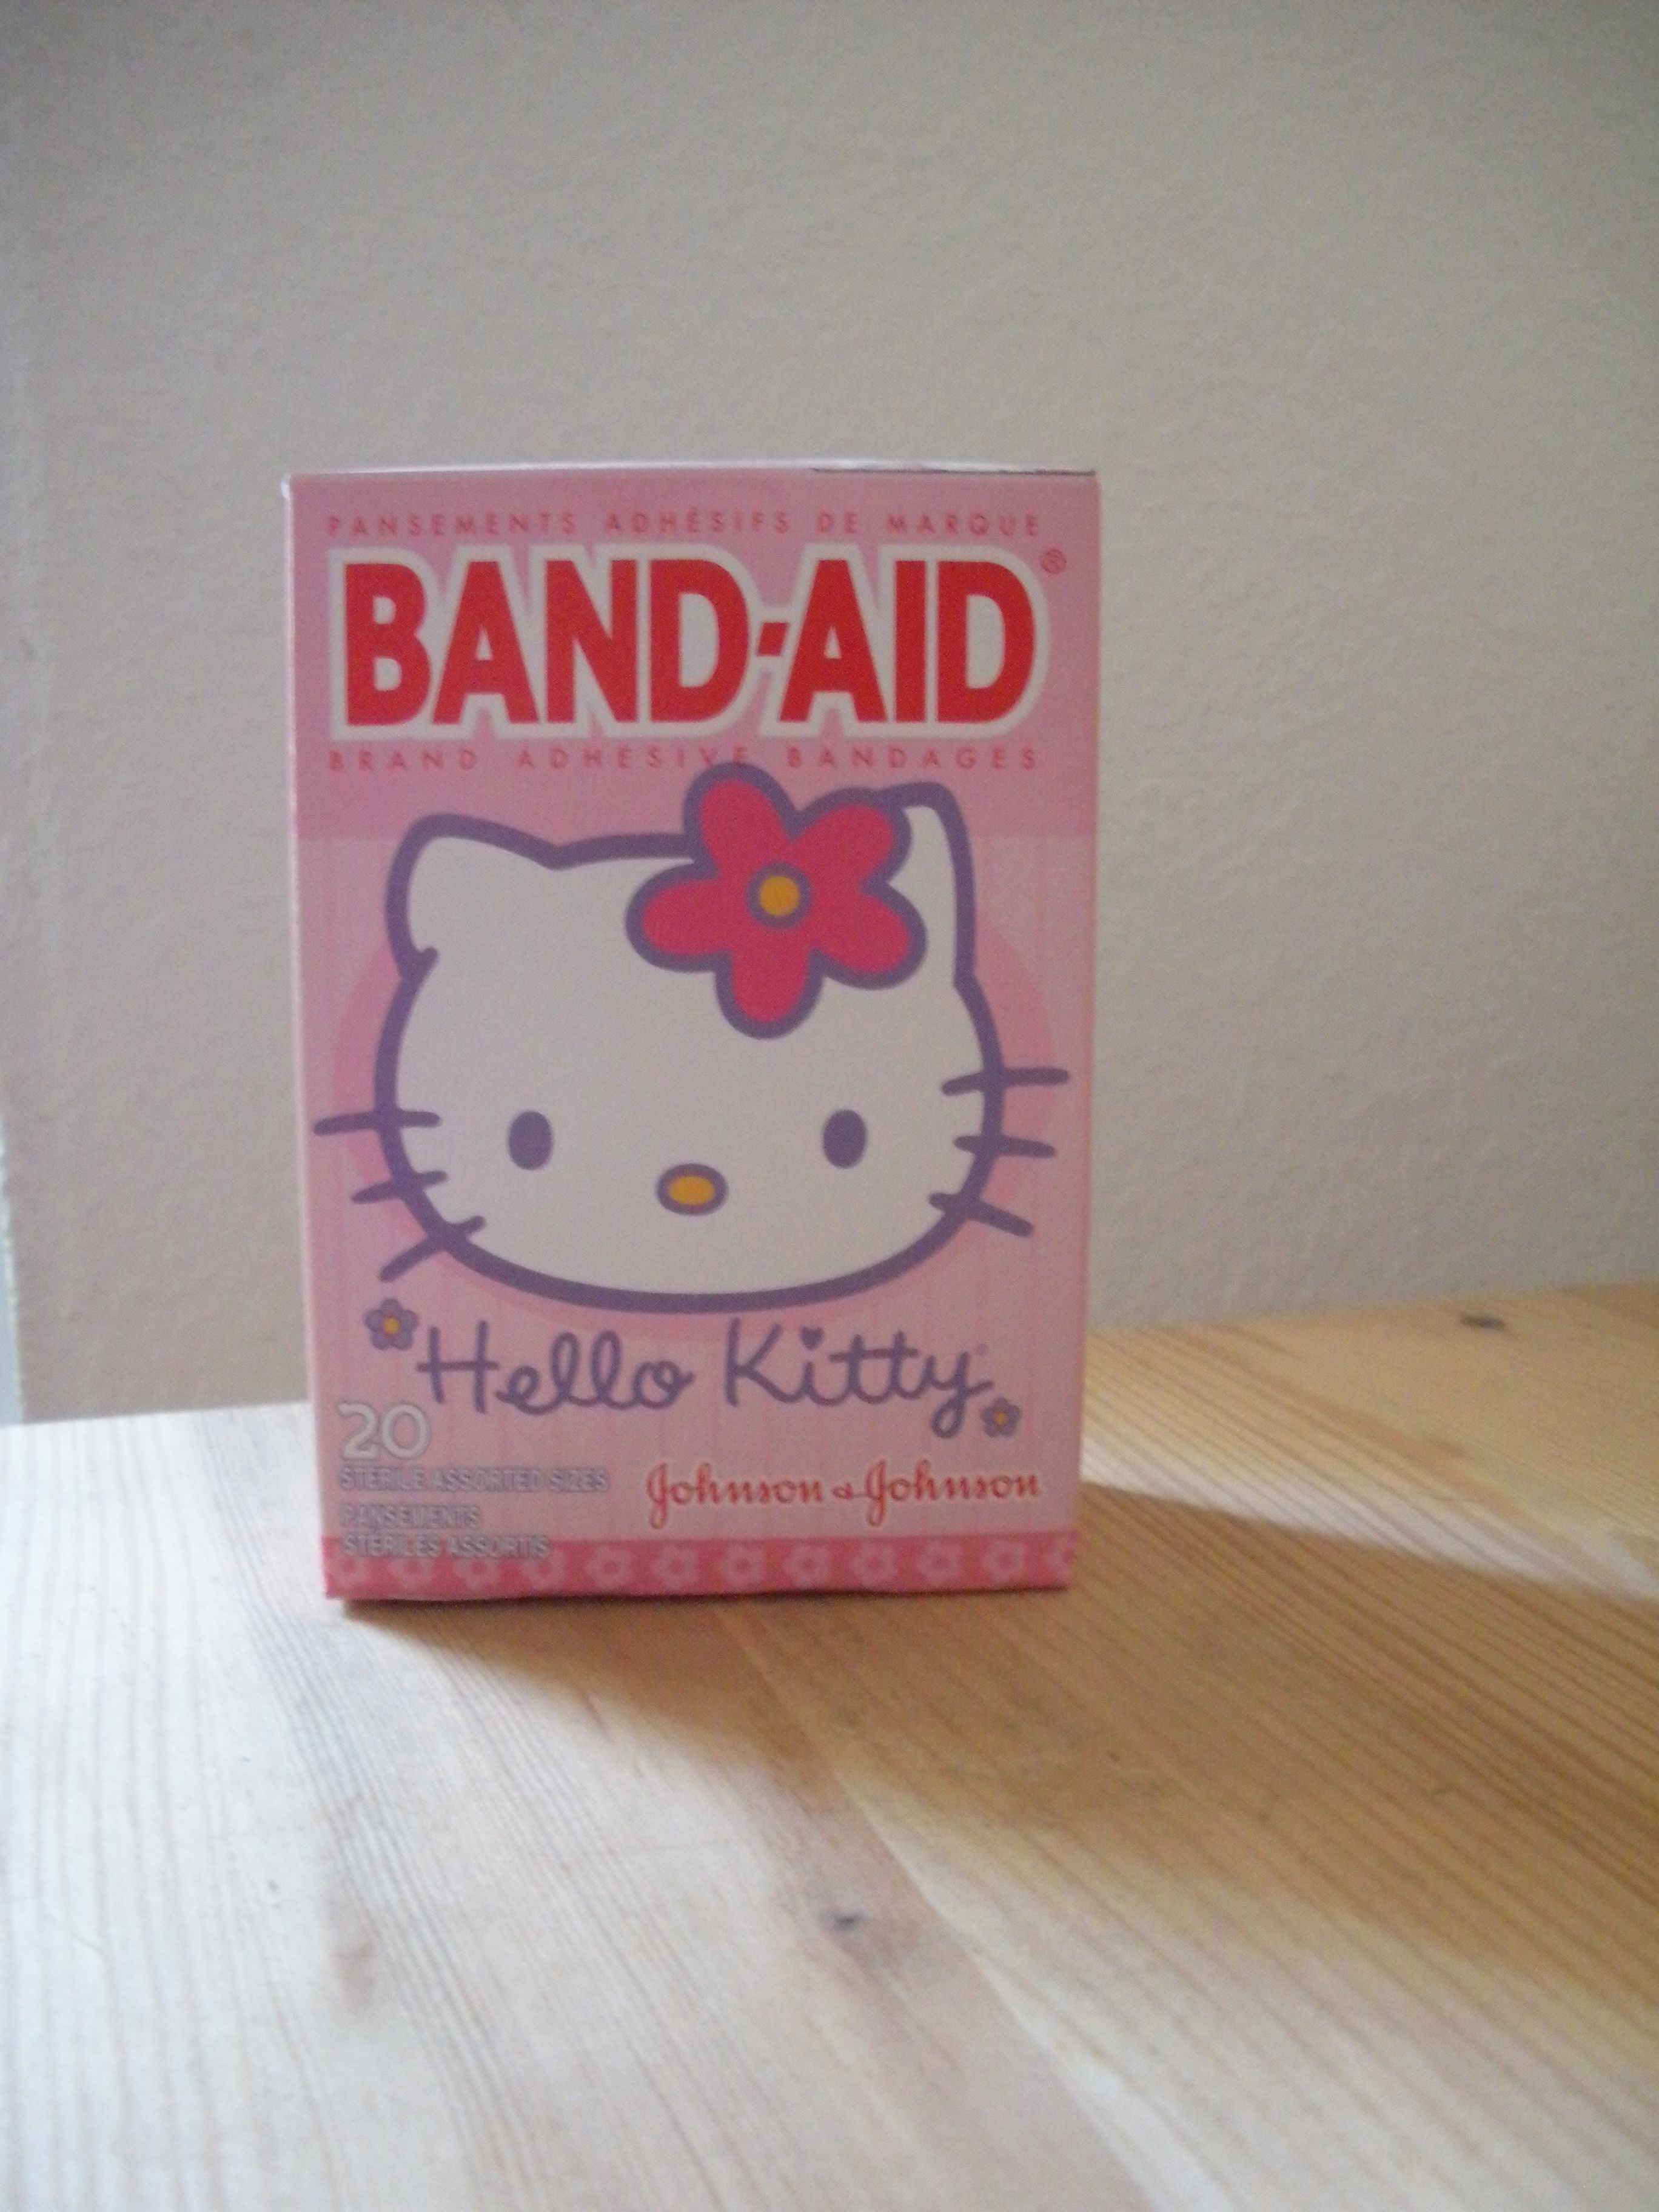 PANSEMENTS ADHÉSIFS DE MARQUE
BAND-AID®
BRAND ADHESIVE BANDAGES
Hello Kitty
20
STERILE ASSORTED SIZES
PANSEMENTS
STÉRILES ASSORTIS
Johnson & Johnson